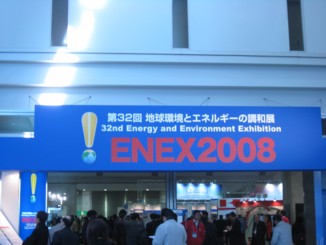 第32回 地球環境とエネルギーの調和展
32nd Energy and Environment Exhibition
ENEX2008